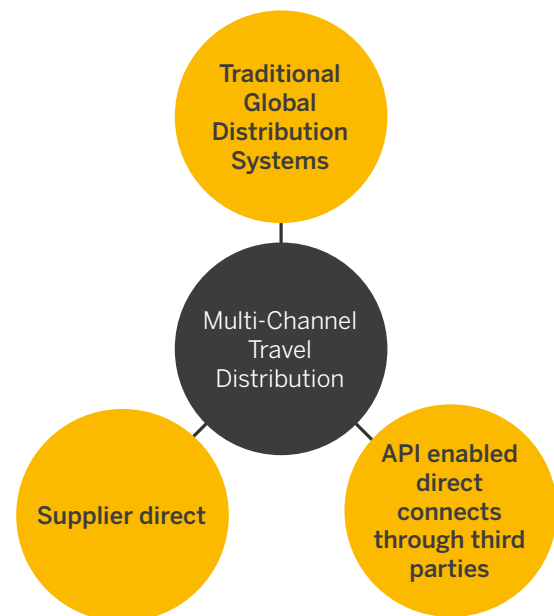 Traditional
Global
Distribution
Systems
Multi-Channel
Travel
Distribution
Supplier direct
API enabled
direct
connects
through third
parties